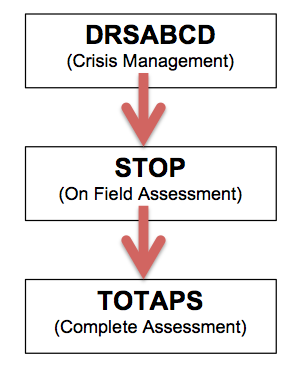 DRSABCD
(Crisis Management)
STOP
(On Field Assessment)
TOTAPS
(Complete Assessment)